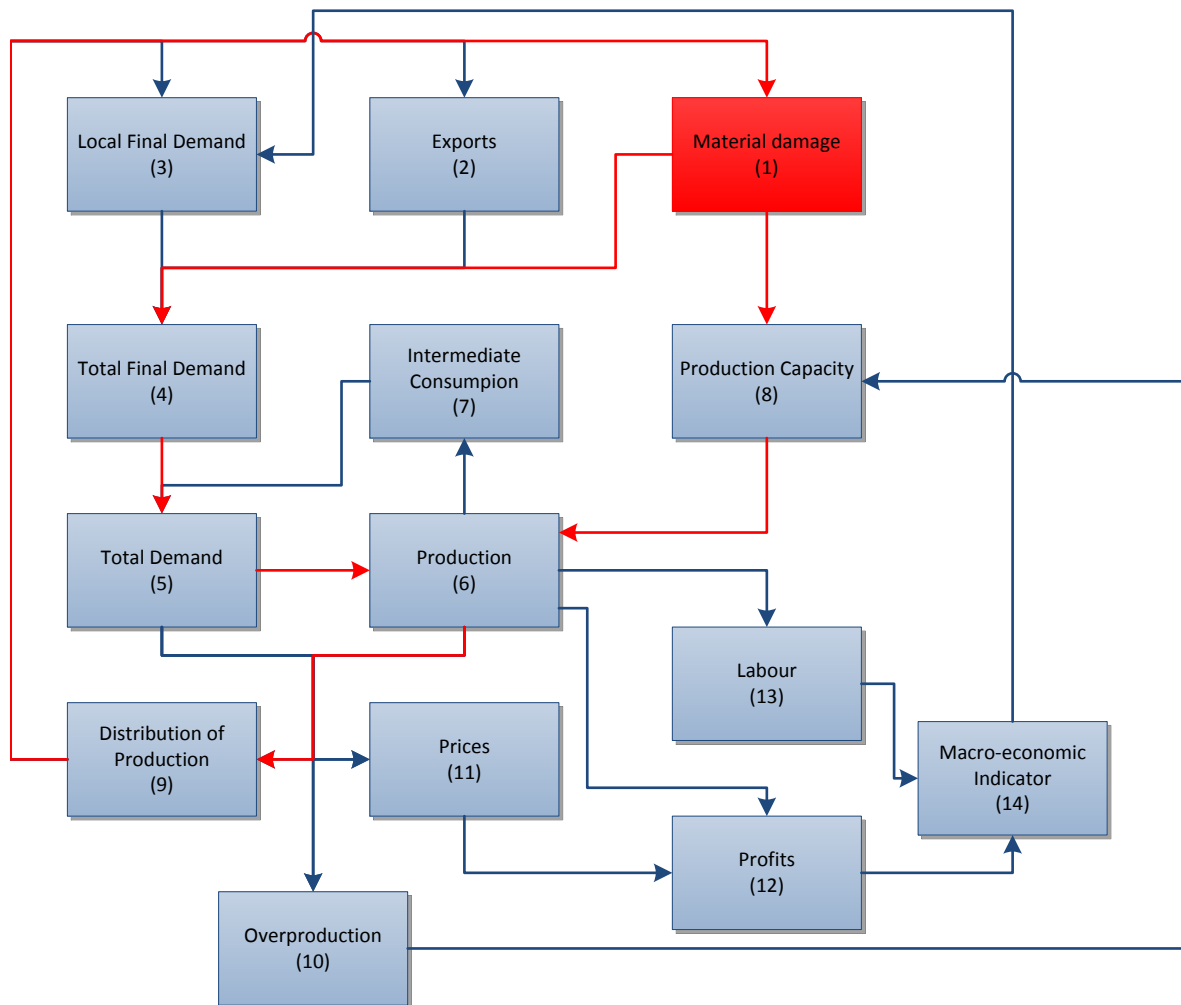 Local Final Demand
(3)
Exports
(2)
Material damage
(1)
Total Final Demand
(4)
Intermediate
Consumpion
(7)
Production Capacity
(8)
Total Demand
(5)
Production
(6)
Labour
(13)
Distribution of
Production
(9)
Prices
(11)
Macro-economic
Indicator
(14)
Profits
(12)
Overproduction
(10)